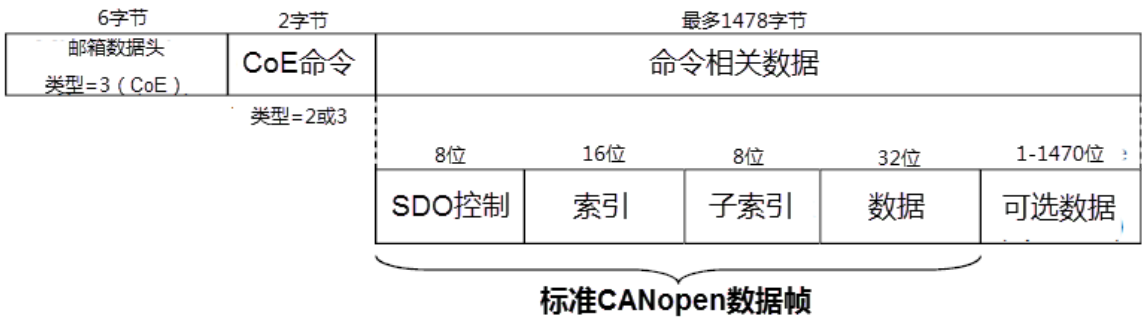 6字节
2字节
最多1478字节
邮箱数据头
类型=3（CoE）
CoE命令
命令相关数据
类型=2或3
8位
16位
8位
32位
1-1470位
SDO控制
索引
子索引
数据
可选数据
标准CANopen数据帧